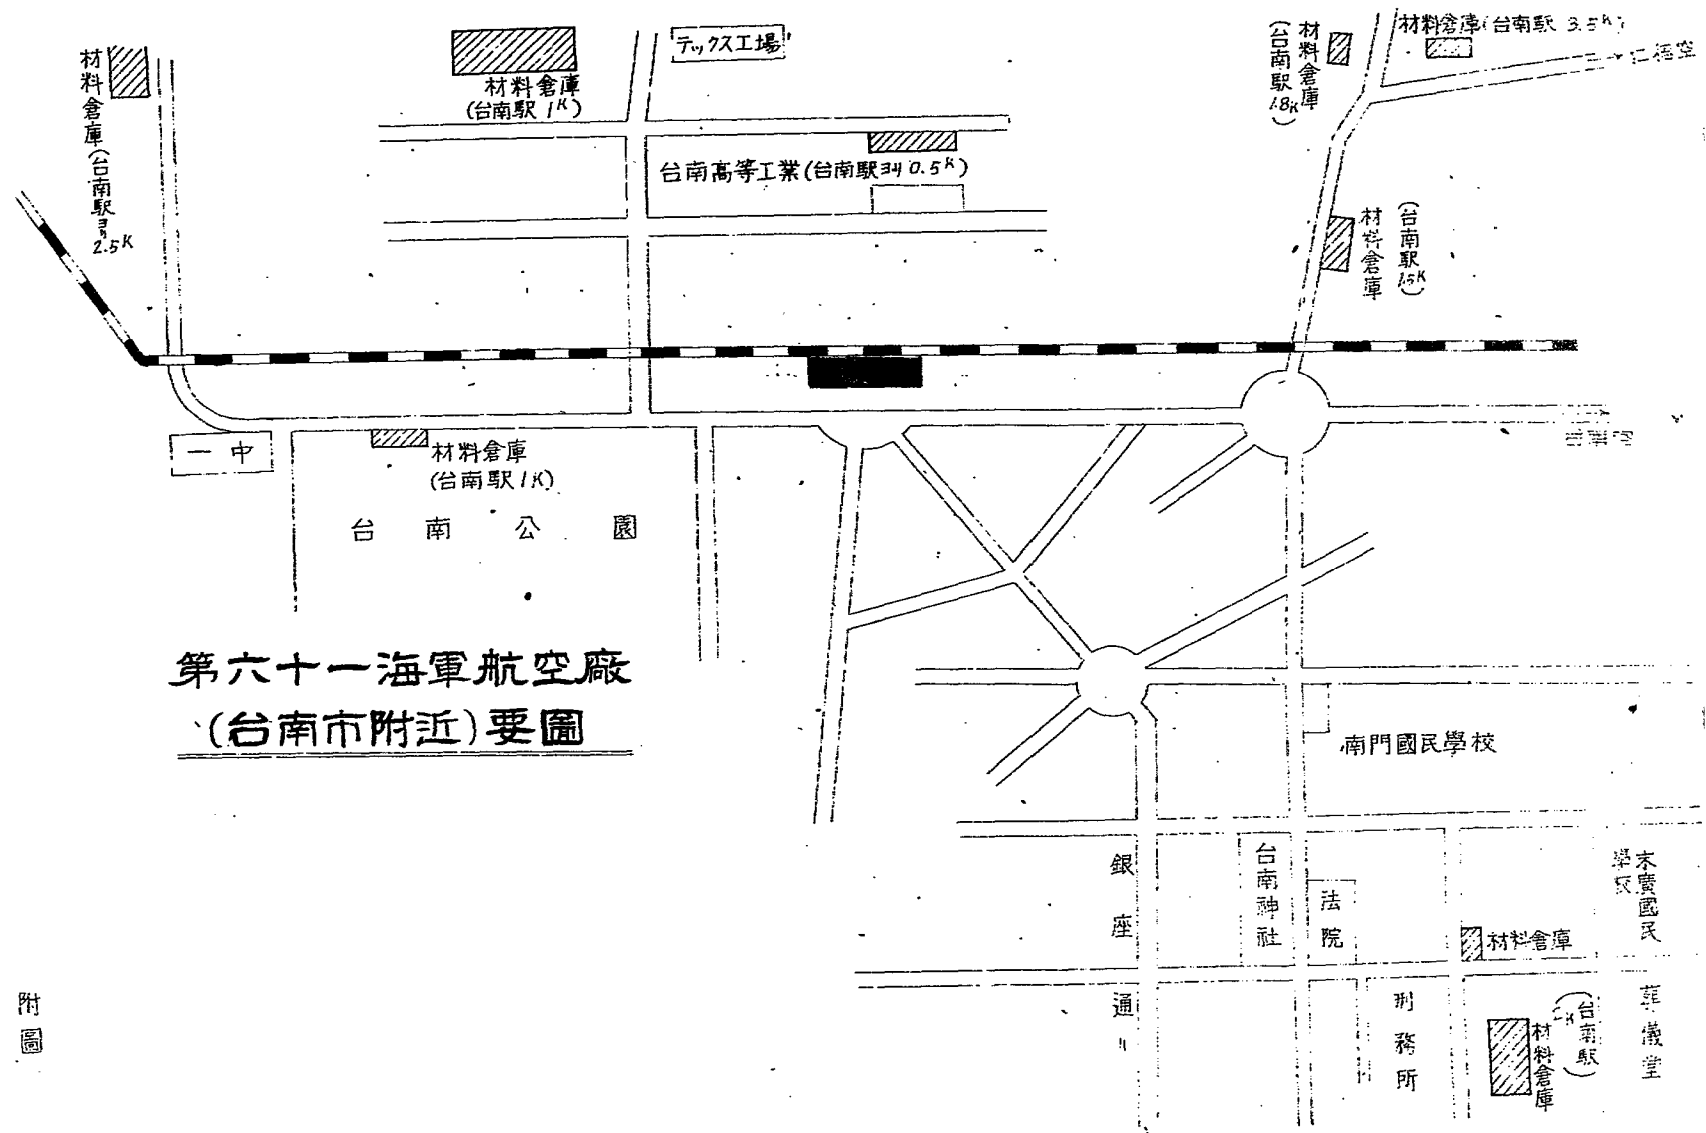 材料倉庫(台南駅ヨリ2.5K
材料倉庫
(台南駅1K)
テックス工場
台南高等工業(台南駅ヨリ0.5K)
材料倉庫
(台南駅1.8K)
材料倉庫(台南駅 3.5K)
材料倉庫
(台南駅1.5K)
一中
材料倉庫
(台南駅1K)
台南公園
第六十一海軍航空廠
(台南市附近)要圖
南門國民學校
銀座通リ
台南神社
法院
材料倉庫
末廣國民
學校
刑務所
材料倉庫
(台南駅
葬儀堂
附圖